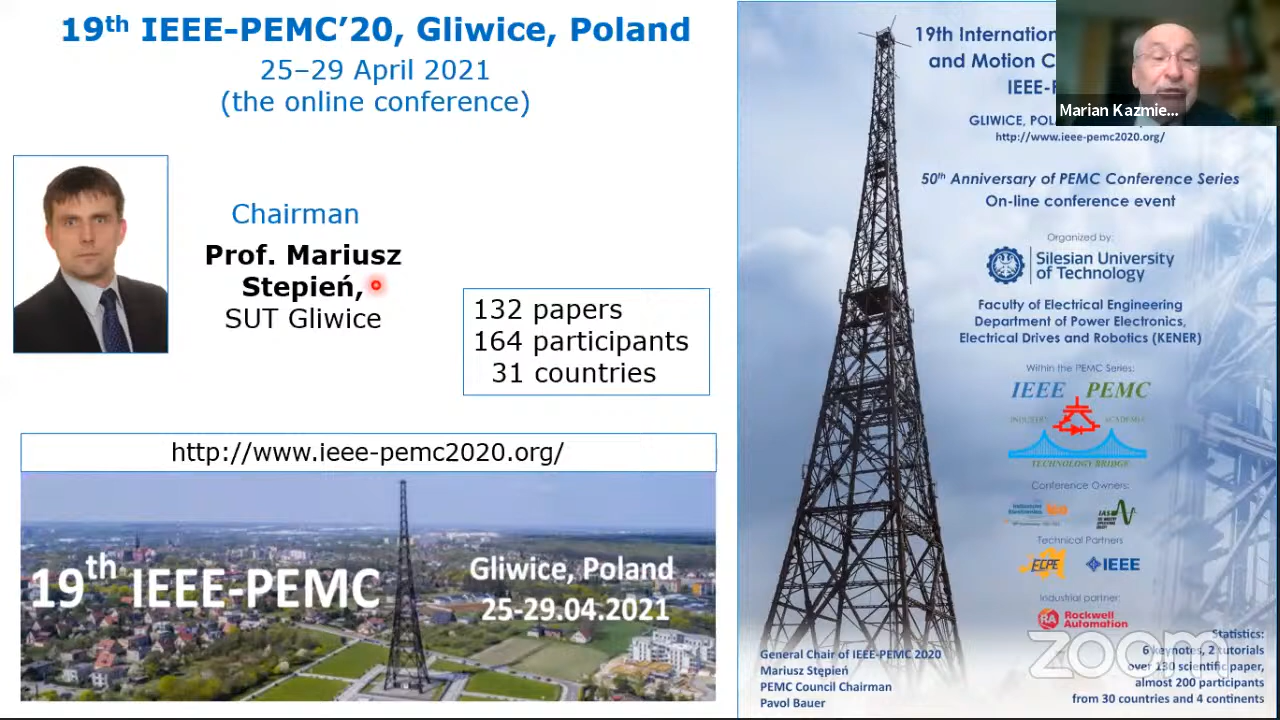 19th IEEE-PEMC’20, Gliwice, Poland
25–29 April 2021
(the online conference)
Chairman
Prof. Mariusz
Stepień,
SUT Gliwice
132 papers
164 participants
31 countries
http://www.ieee-pemc2020.org/
19th IEEE-PEMC
Gliwice, Poland
25-29.04.2021
19th Internation
and Motion C
IEEE-P
GLIWICE, POL
http://www.ieee-pemc2020.org/
Marian Kazmie...
50th Anniversary of PEMC Conference Series
On-line conference event
Organized by:
Silesian University
of Technology
Faculty of Electrical Engineering
Department of Power Electronics,
Electrical Drives and Robotics (KENER)
Within the PEMC Series:
IEEE PEMC
INDUSTRY ACADEMIA
TECHNOLOGY BRIDGE
Conference Owners:
Industrial
Electronics
IAS
Technical Partners
ECPE
IEEE
Industrial partner:
RA Rockwell
Automation
zoom
Statistics:
6 keynotes, 2 tutorials
over 130 scientific paper,
almost 200 participants
from 30 countries and 4 continents
General Chair of IEEE-PEMC 2020
Mariusz Stępień
PEMC Council Chairman
Pavol Bauer